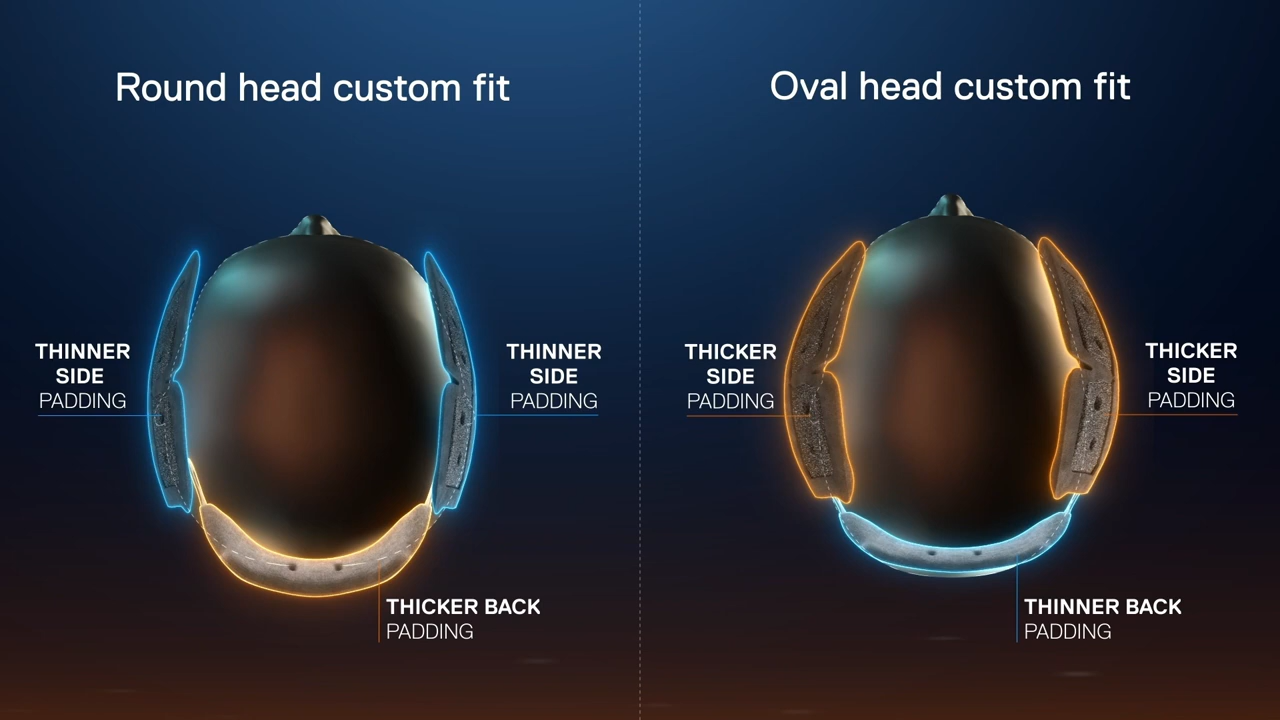 Round head custom fit
THINNER
SIDE
PADDING
THINNER
SIDE
PADDING
THICKER BACK
PADDING
Oval head custom fit
THICKER
SIDE
PADDING
THICKER
SIDE
PADDING
THINNER BACK
PADDING